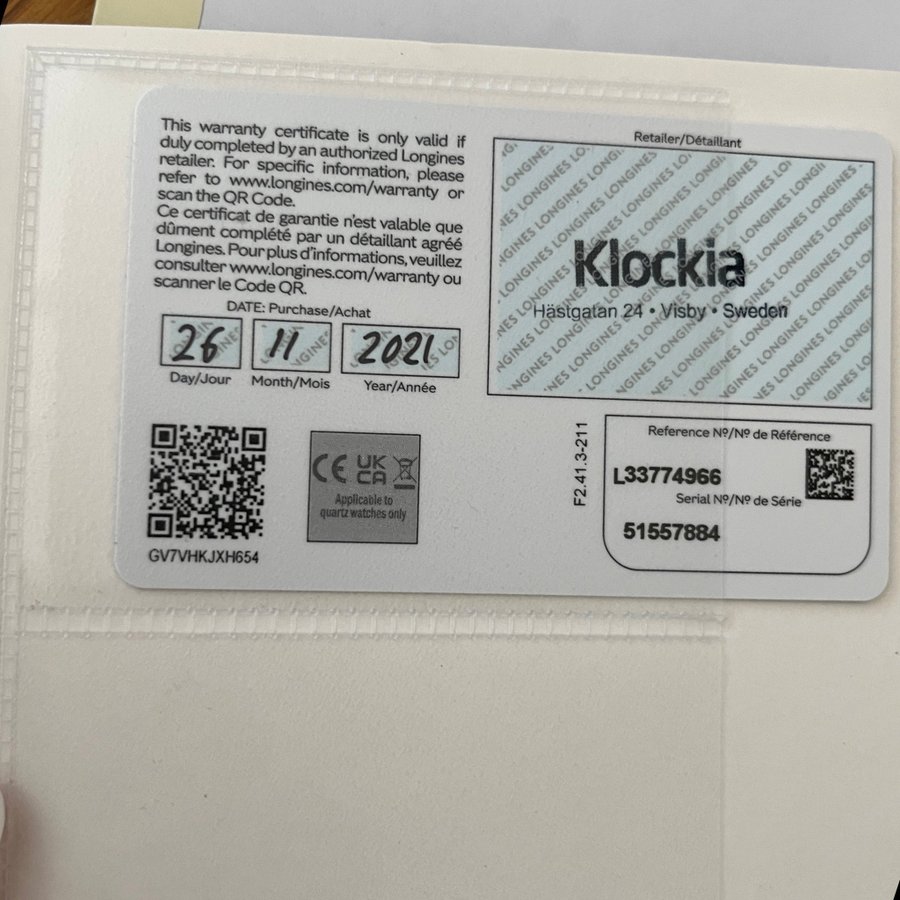 This warranty certificate is only valid if
duly completed by an authorized Longines
retailer. For specific information, please
refer to www.longines.com/warranty or
scan the QR Code.
Ce certificat de garantie n'est valable que
dûment complété par un détaillant agréé
Longines. Pour plus d'informations, veuillez
consulter www.longines.com/warranty ou
scanner le Code QR.
DATE: Purchase/Achat
26 11 2021
Day/Jour Month/Mois Year/Année
GV7VHKJXH654
CE UK CA
Applicable to
quartz watches only
Retailer/Détaillant
LONGINES LONGINES LONGINES LONGINES
Klockia
Hästgatan 24 • Visby • Sweden
F2.41.3-211
Reference Nº/Nº de Référence
L33774966
Serial Nº/Nº de Série
51557884